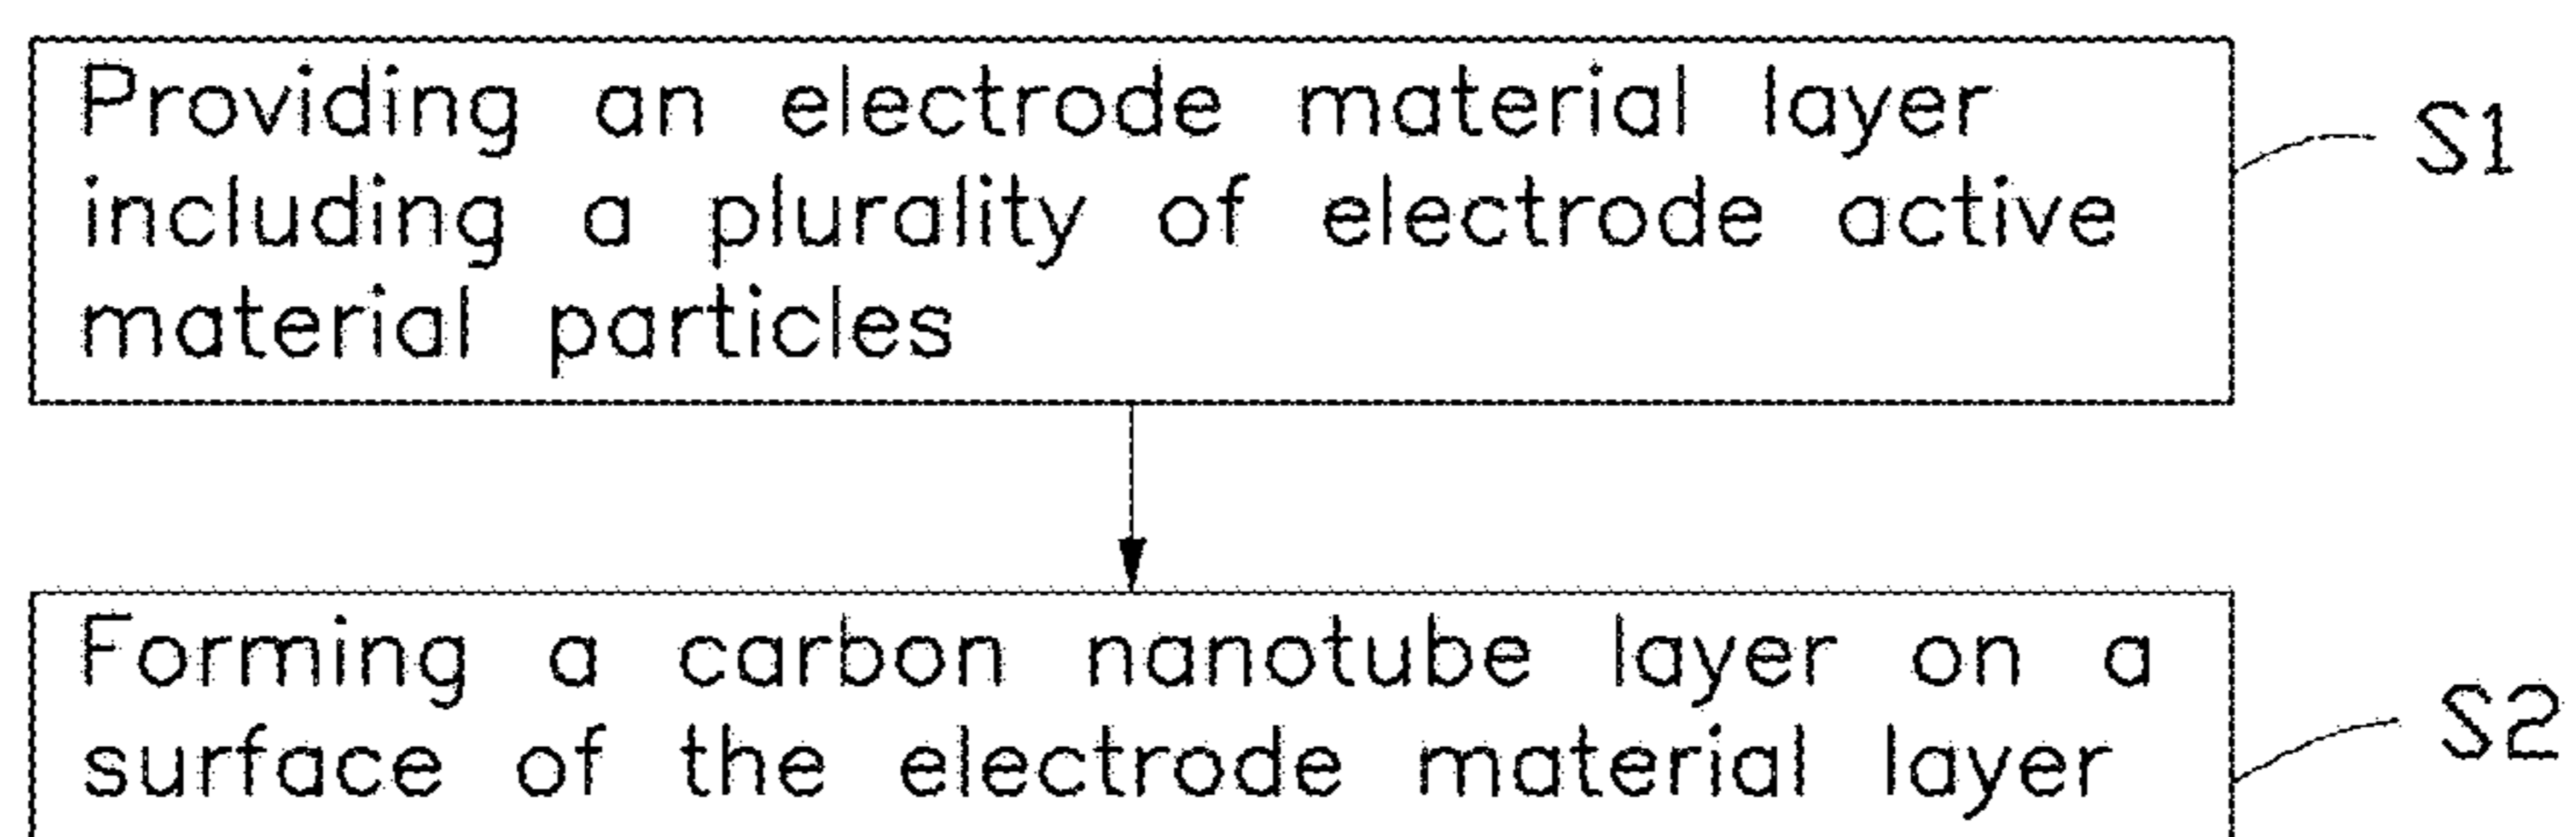 Providing an electrode material layer
including a plurality of electrode active
material particles
S1
Forming a carbon nanotube layer on a
surface of the electrode material layer
S2